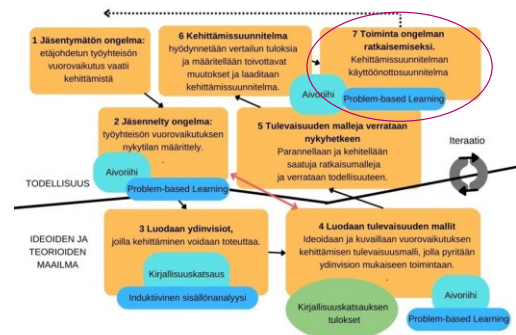 1 Jäsentymätön ongelma:
etäjohdetun työyhteisön
vuorovaikutus vaatii
kehittämistä
6 Kehittämissuunnitelma
hyödynnetään vertailun tuloksia
ja määritellään toivottavat
muutokset ja laaditaan
kehittämissuunnitelma.
7 Toiminta ongelman
ratkaisemiseksi.
Kehittämissuunnitelman
käyttöönottosuunnitelma
Aivoriihi
Problem-based Learning
2 Jäsennelty ongelma:
työyhteisön vuorovaikutuksen
nykytilan määrittely.
.
Aivoriihi
Problem-based Learning
5 Tulevaisuuden malleja verrataan
nykyhetkeen
Parannellaan ja kehitellään
saatuja ratkaisumalleja
ja verrataan todellisuuteen.
Iteraatio
TODELLISUUS
IDEOIDEN JA
TEORIOIDEN
MAAILMA
3 Luodaan ydinvisiot,
joilla kehittäminen voidaan toteuttaa.
Kirjallisuuskatsaus
Induktiivinen sisällönanalyysi
4 Luodaan tulevaisuuden mallit
Ideoidaan ja kuvaillaan vuorovaikutuksen
kehittämisen tulevaisuusmalli, jolla pyritään
ydinvision mukaiseen toimintaan.
Kirjallisuuskatsauksen
tulokset
Aivoriihi
Problem-based Learning